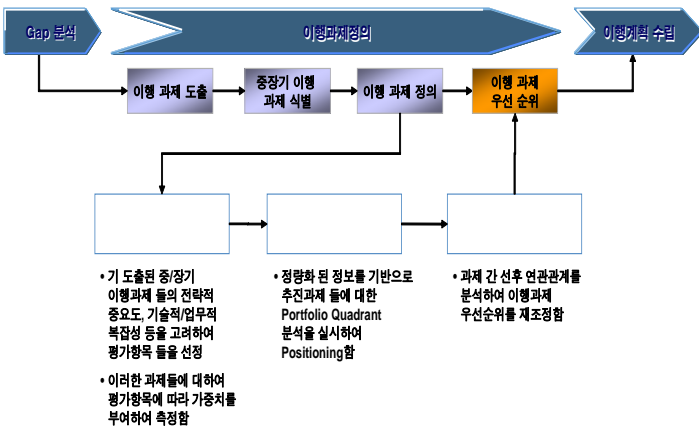 Gap 분석
이행과제정의
이행계획 수립
이행 과제 도출
중장기 이행
과제 식별
이행 과제 정의
이행 과제
우선 순위
• 기 도출된 중/장기
이행과제 들의 전략적
중요도, 기술적/업무적
복잡성 등을 고려하여
평가항목 들을 선정
• 이러한 과제들에 대하여
평가항목에 따라 가중치를
부여하여 측정함
• 정량화 된 정보를 기반으로
추진과제 들에 대한
Portfolio Quadrant
분석을 실시하여
Positioning함
• 과제 간 선후 연관관계를
분석하여 이행과제
우선순위를 재조정함